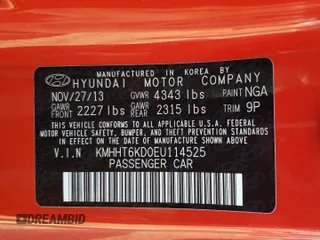 MANUFACTURED IN KOREA BY
HYUNDAI MOTOR COMPANY
NOV/27/13 GVWR 4343 lbs PAINT NGA
GAWR FRONT 2227 lbs GAWR REAR 2315 lbs TRIM 9P
THIS VEHICLE CONFORMS TO ALL APPLICABLE U.S. FEDERAL
MOTOR VEHICLE SAFETY, BUMPER, AND THEFT PREVENTION
STANDARDS IN EFFECT ON THE DATE OF MANUFACTURE
SHOWN ABOVE.
V.I.N KMHHT6KD0EU114525
PASSENGER CAR
DREAMBID